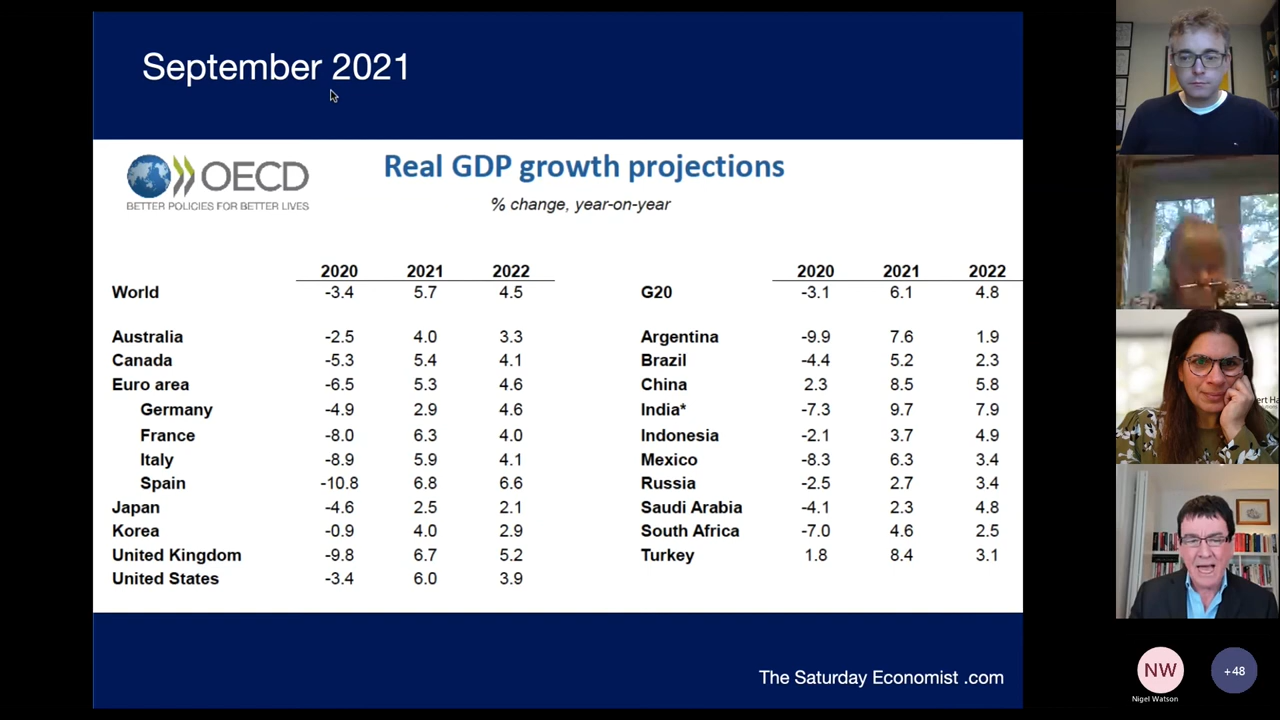 September 2021
OECD
BETTER POLICIES FOR BETTER LIVES
Real GDP growth projections
% change, year-on-year
2020 2021 2022
World -3.4 5.7 4.5
Australia -2.5 4.0 3.3
Canada -5.3 5.4 4.1
Euro area -6.5 5.3 4.6
Germany -4.9 2.9 4.6
France -8.0 6.3 4.0
Italy -8.9 5.9 4.1
Spain -10.8 6.8 6.6
Japan -4.6 2.5 2.1
Korea -0.9 4.0 2.9
United Kingdom -9.8 6.7 5.2
United States -3.4 6.0 3.9
2020 2021 2022
G20 -3.1 6.1 4.8
Argentina -9.9 7.6 1.9
Brazil -4.4 5.2 2.3
China 2.3 8.5 5.8
India* -7.3 9.7 7.9
Indonesia -2.1 3.7 4.9
Mexico -8.3 6.3 3.4
Russia -2.5 2.7 3.4
Saudi Arabia -4.1 2.3 4.8
South Africa -7.0 4.6 2.5
Turkey 1.8 8.4 3.1
The Saturday Economist .com
NW
Nigel Watson
+48